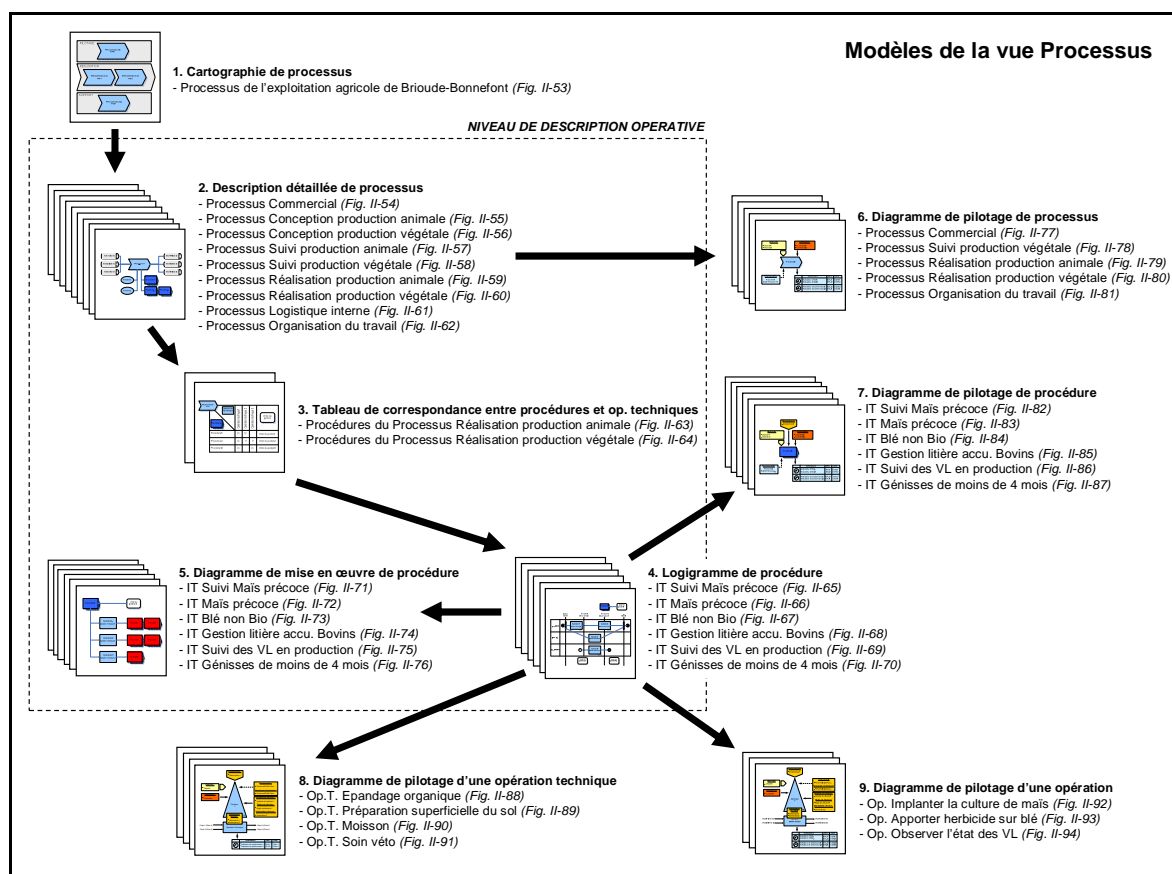 Modèles de la vue Processus
1. Cartographie de processus
- Processus de l'exploitation agricole de Brioude-Bonnefont (Fig. II-53)
NIVEAU DE DESCRIPTION OPERATIVE
2. Description détaillée de processus
- Processus Commercial (Fig. II-54)
- Processus Conception production animale (Fig. II-55)
- Processus Conception production végétale (Fig. II-56)
- Processus Suivi production animale (Fig. II-57)
- Processus Suivi production végétale (Fig. II-58)
- Processus Réalisation production animale (Fig. II-59)
- Processus Réalisation production végétale (Fig. II-60)
- Processus Logistique interne (Fig. II-61)
- Processus Organisation du travail (Fig. II-62)
6. Diagramme de pilotage de processus
- Processus Commercial (Fig. II-77)
- Processus Suivi production végétale (Fig. II-78)
- Processus Réalisation production animale (Fig. II-79)
- Processus Réalisation production végétale (Fig. II-80)
- Processus Organisation du travail (Fig. II-81)
3. Tableau de correspondance entre procédures et op. techniques
- Procédures du Processus Réalisation production animale (Fig. II-63)
- Procédures du Processus Réalisation production végétale (Fig. II-64)
7. Diagramme de pilotage de procédure
- IT Suivi Maïs précoce (Fig. II-82)
- IT Maïs précoce (Fig. II-83)
- IT Blé non Bio (Fig. II-84)
- IT Gestion litière accu. Bovins (Fig. II-85)
- IT Suivi des VL en production (Fig. II-86)
- IT Génisses de moins de 4 mois (Fig. II-87)
5. Diagramme de mise en œuvre de procédure
- IT Suivi Maïs précoce (Fig. II-71)
- IT Maïs précoce (Fig. II-72)
- IT Blé non Bio (Fig. II-73)
- IT Gestion litière accu. Bovins (Fig. II-74)
- IT Suivi des VL en production (Fig. II-75)
- IT Génisses de moins de 4 mois (Fig. II-76)
4. Logigramme de procédure
- IT Suivi Maïs précoce (Fig. II-65)
- IT Maïs précoce (Fig. II-66)
- IT Blé non Bio (Fig. II-67)
- IT Gestion litière accu. Bovins (Fig. II-68)
- IT Suivi des VL en production (Fig. II-69)
- IT Génisses de moins de 4 mois (Fig. II-70)
8. Diagramme de pilotage d'une opération technique
- Op.T. Epandage organique (Fig. II-88)
- Op.T. Préparation superficielle du sol (Fig. II-89)
- Op.T. Moisson (Fig. II-90)
- Op.T. Soin véto (Fig. II-91)
9. Diagramme de pilotage d'une opération
- Op. Implanter la culture de maïs (Fig. II-92)
- Op. Apporter herbicide sur blé (Fig. II-93)
- Op. Observer l'état des VL (Fig. II-94)